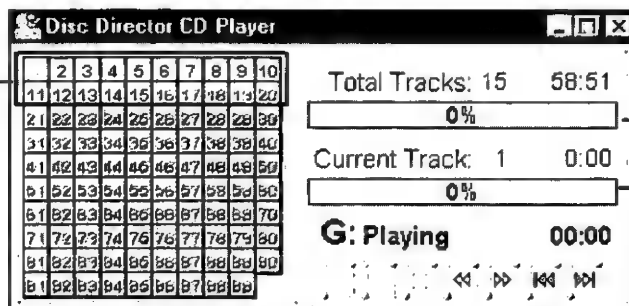 Disc Director CD Player
2 3 4 5 6 7 8 9 10
11 12 13 14 15 16 17 18 19 20
21 22 23 24 25 26 27 28 29 30
31 32 33 34 35 36 37 38 39 40
41 42 43 44 45 46 47 48 49 50
51 52 53 54 55 56 57 58 59 60
61 62 63 64 65 66 67 68 69 70
71 72 73 74 75 76 77 78 79 80
81 82 83 84 85 86 87 88 89 90
91 92 93 94 95 96 97 98 99
Total Tracks: 15 58:51
0%
Current Track: 1 0:00
0%
G: Playing 00:00